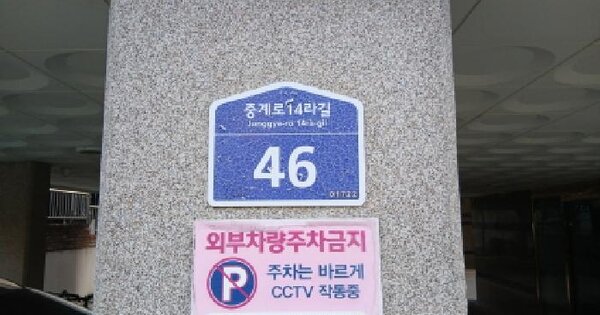 중계로14라길
Junggye-ro 14ra-gil
46
01722
외부차량주차금지
P
주차는 바르게
CCTV 작동중